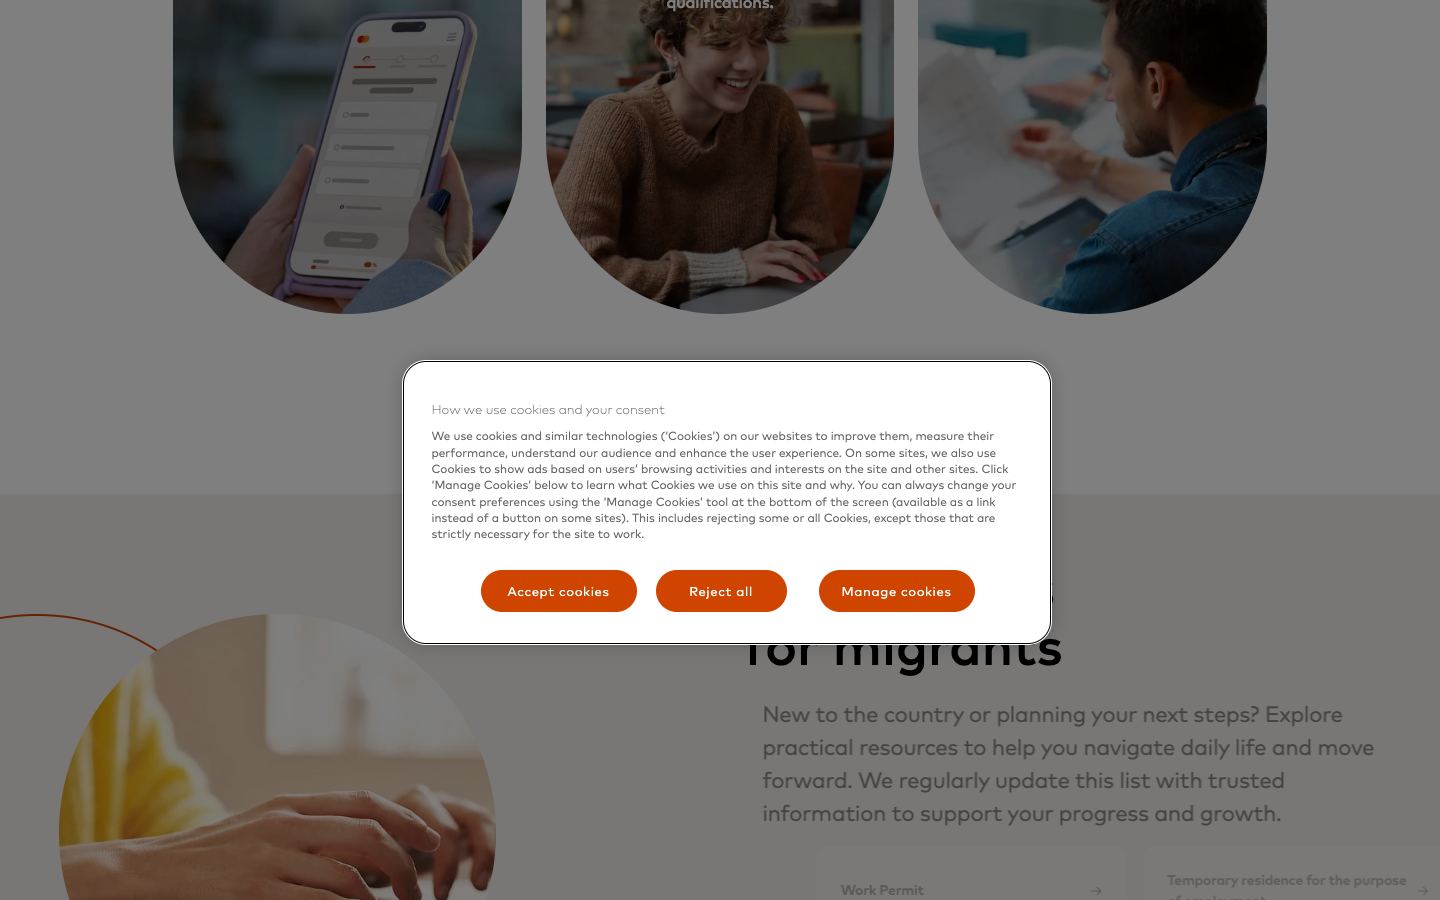 qualifications.
How we use cookies and your consent
We use cookies and similar technologies (‘Cookies’) on our websites to improve them, measure their
performance, understand our audience and enhance the user experience. On some sites, we also use
Cookies to show ads based on users’ browsing activities and interests on the site and other sites. Click
‘Manage Cookies’ below to learn what Cookies we use on this site and why. You can always change your
consent preferences using the ‘Manage Cookies’ tool at the bottom of the screen (available as a link
instead of a button on some sites). This includes rejecting some or all Cookies, except those that are
strictly necessary for the site to work.
Accept cookies
Reject all
Manage cookies
for migrants
New to the country or planning your next steps? Explore
practical resources to help you navigate daily life and move
forward. We regularly update this list with trusted
information to support your progress and growth.
Work Permit
Temporary residence for the purpose
of employment